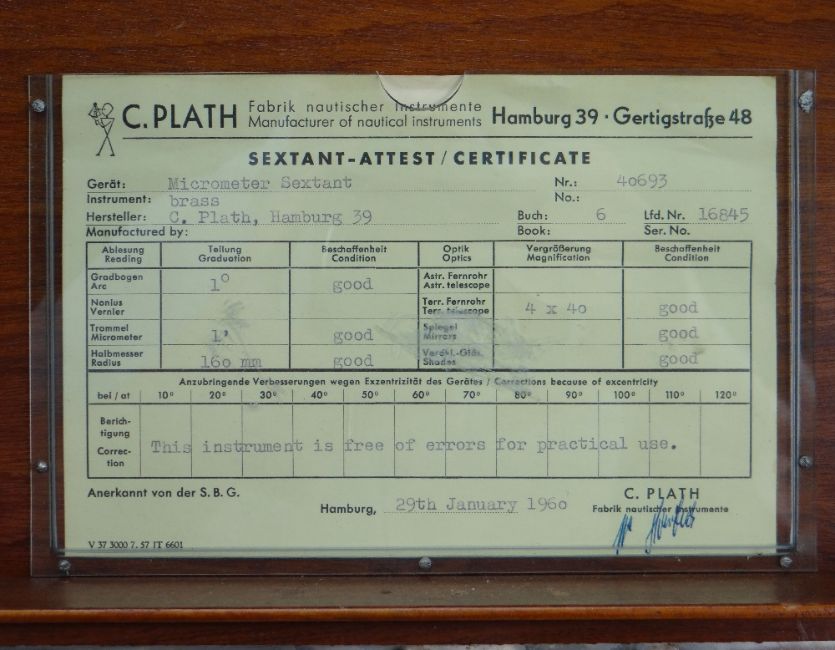 C. PLATH Fabrik nautischer Instrumente Hamburg 39 · Gertigstraße 48
Manufacturer of nautical instruments
SEXTANT-ATTEST / CERTIFICATE
Gerät: Micrometer Sextant Nr.: 40693
Instrument: brass No.:
Hersteller: C. Plath, Hamburg 39 Buch: 6 Lfd. Nr. 16845
Manufactured by: Book: Ser. No.
Ablesung Teilung Beschaffenheit Optik Vergrößerung Beschaffenheit
Reading Graduation Condition Optics Magnification Condition
Gradbogen 1° good Astr. Fernrohr
Arc Astr. telescope
Nonius Terr. Fernrohr 4 x 40 good
Vernier Terr. telescope
Trommel 1' good Spiegel good
Micrometer Mirrors
Halbmesser 160 mm good Verdkl.-Gläs. good
Radius Shades
Anzubringende Verbesserungen wegen Exzentrizität des Gerätes / Corrections because of excentricity
bei / at 10° 20° 30° 40° 50° 60° 70° 80° 90° 100° 110° 120°
Berich-
tigung
This instrument is free of errors for practical use.
Correc-
tion
Anerkannt von der S. B. G. C. PLATH
Hamburg, 29th January 1960 Fabrik nautischer Instrumente
V 37 3000 7. 57 JT 6601